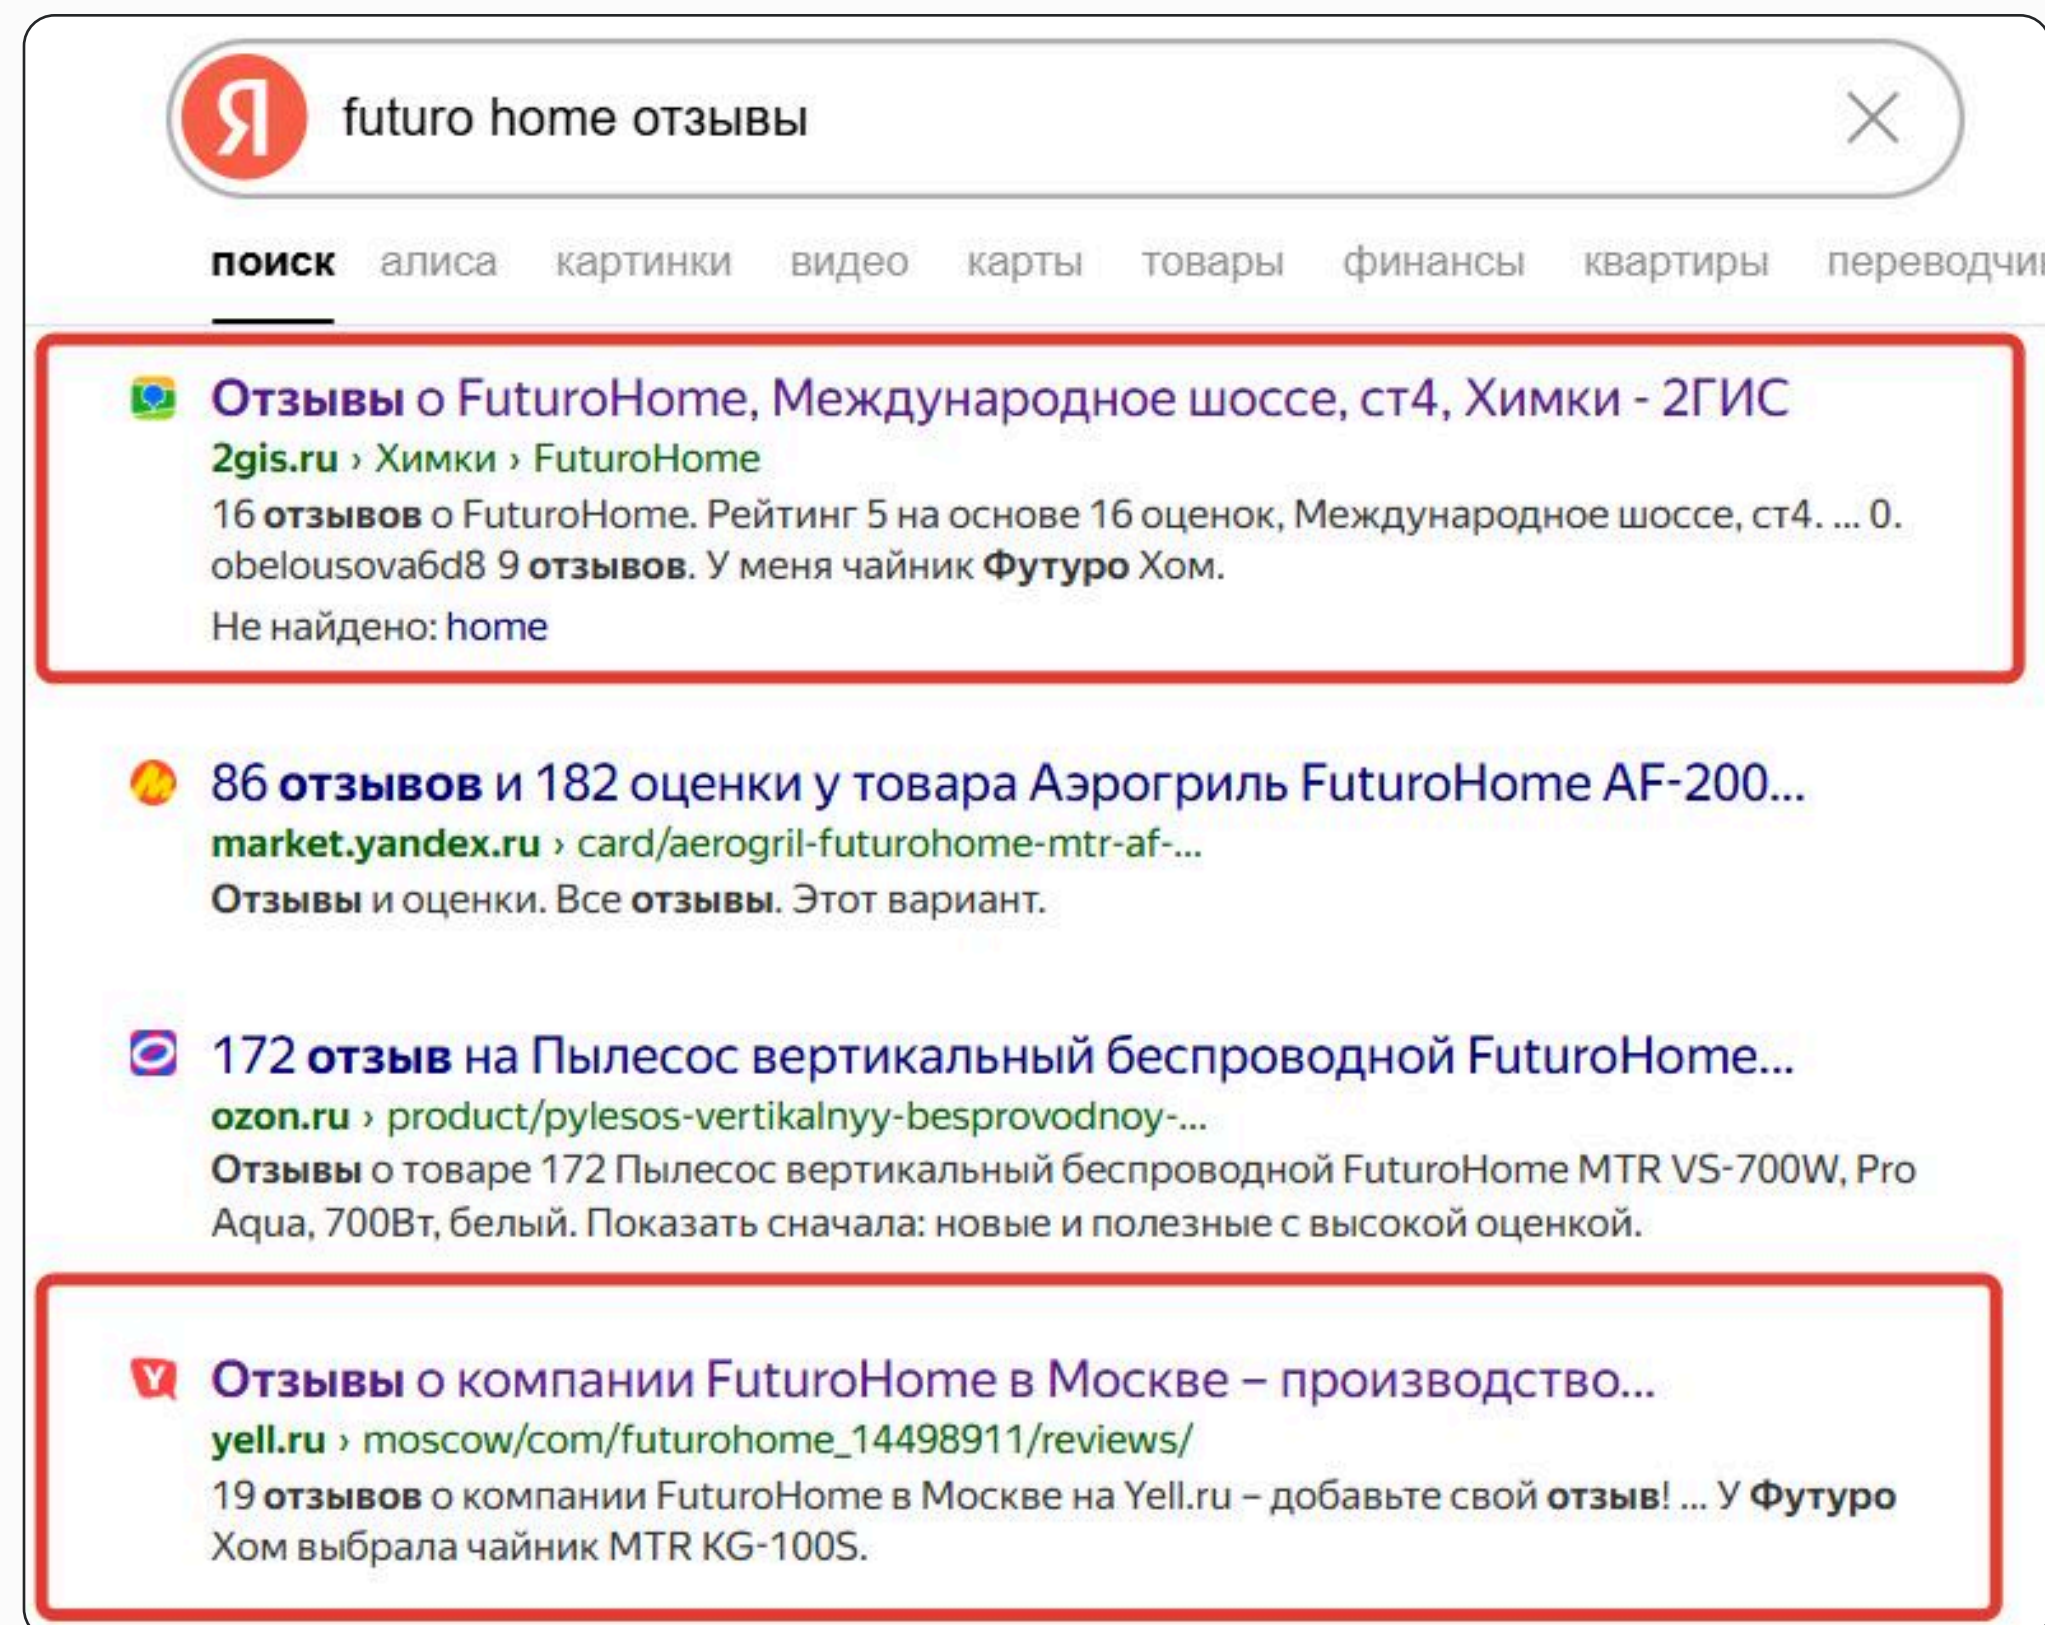 Я futuro home отзывы
поиск алиса картинки видео карты товары финансы квартиры
Отзывы о FuturoHome, Международное шоссе, ст4, Химки - 2ГИС
2gis.ru › Химки › FuturoHome
16 отзывов о FuturoHome. Рейтинг 5 на основе 16 оценок, Международное шоссе, ст4. ... 0.
obelousova6d8 9 отзывов. У меня чайник Футуро Хом.
Не найдено: home
86 отзывов и 182 оценки у товара Аэрогриль FuturoHome AF-200...
market.yandex.ru › card/aerogril-futurohome-mtr-af-...
Отзывы и оценки. Все отзывы. Этот вариант.
172 отзыв на Пылесос вертикальный беспроводной FuturoHome...
ozon.ru › product/pylesos-vertikalnyy-besprovodnoy-...
Отзывы о товаре 172 Пылесос вертикальный беспроводной FuturoHome MTR VS-700W, Pro
Aqua, 700Вт, белый. Показать сначала: новые и полезные с высокой оценкой.
Y Отзывы о компании FuturoHome в Москве – производство...
yell.ru › moscow/com/futurohome_14498911/reviews/
19 отзывов о компании FuturoHome в Москве на Yell.ru – добавьте свой отзыв! ... У Футуро
Хом выбрала чайник MTR KG-100S.